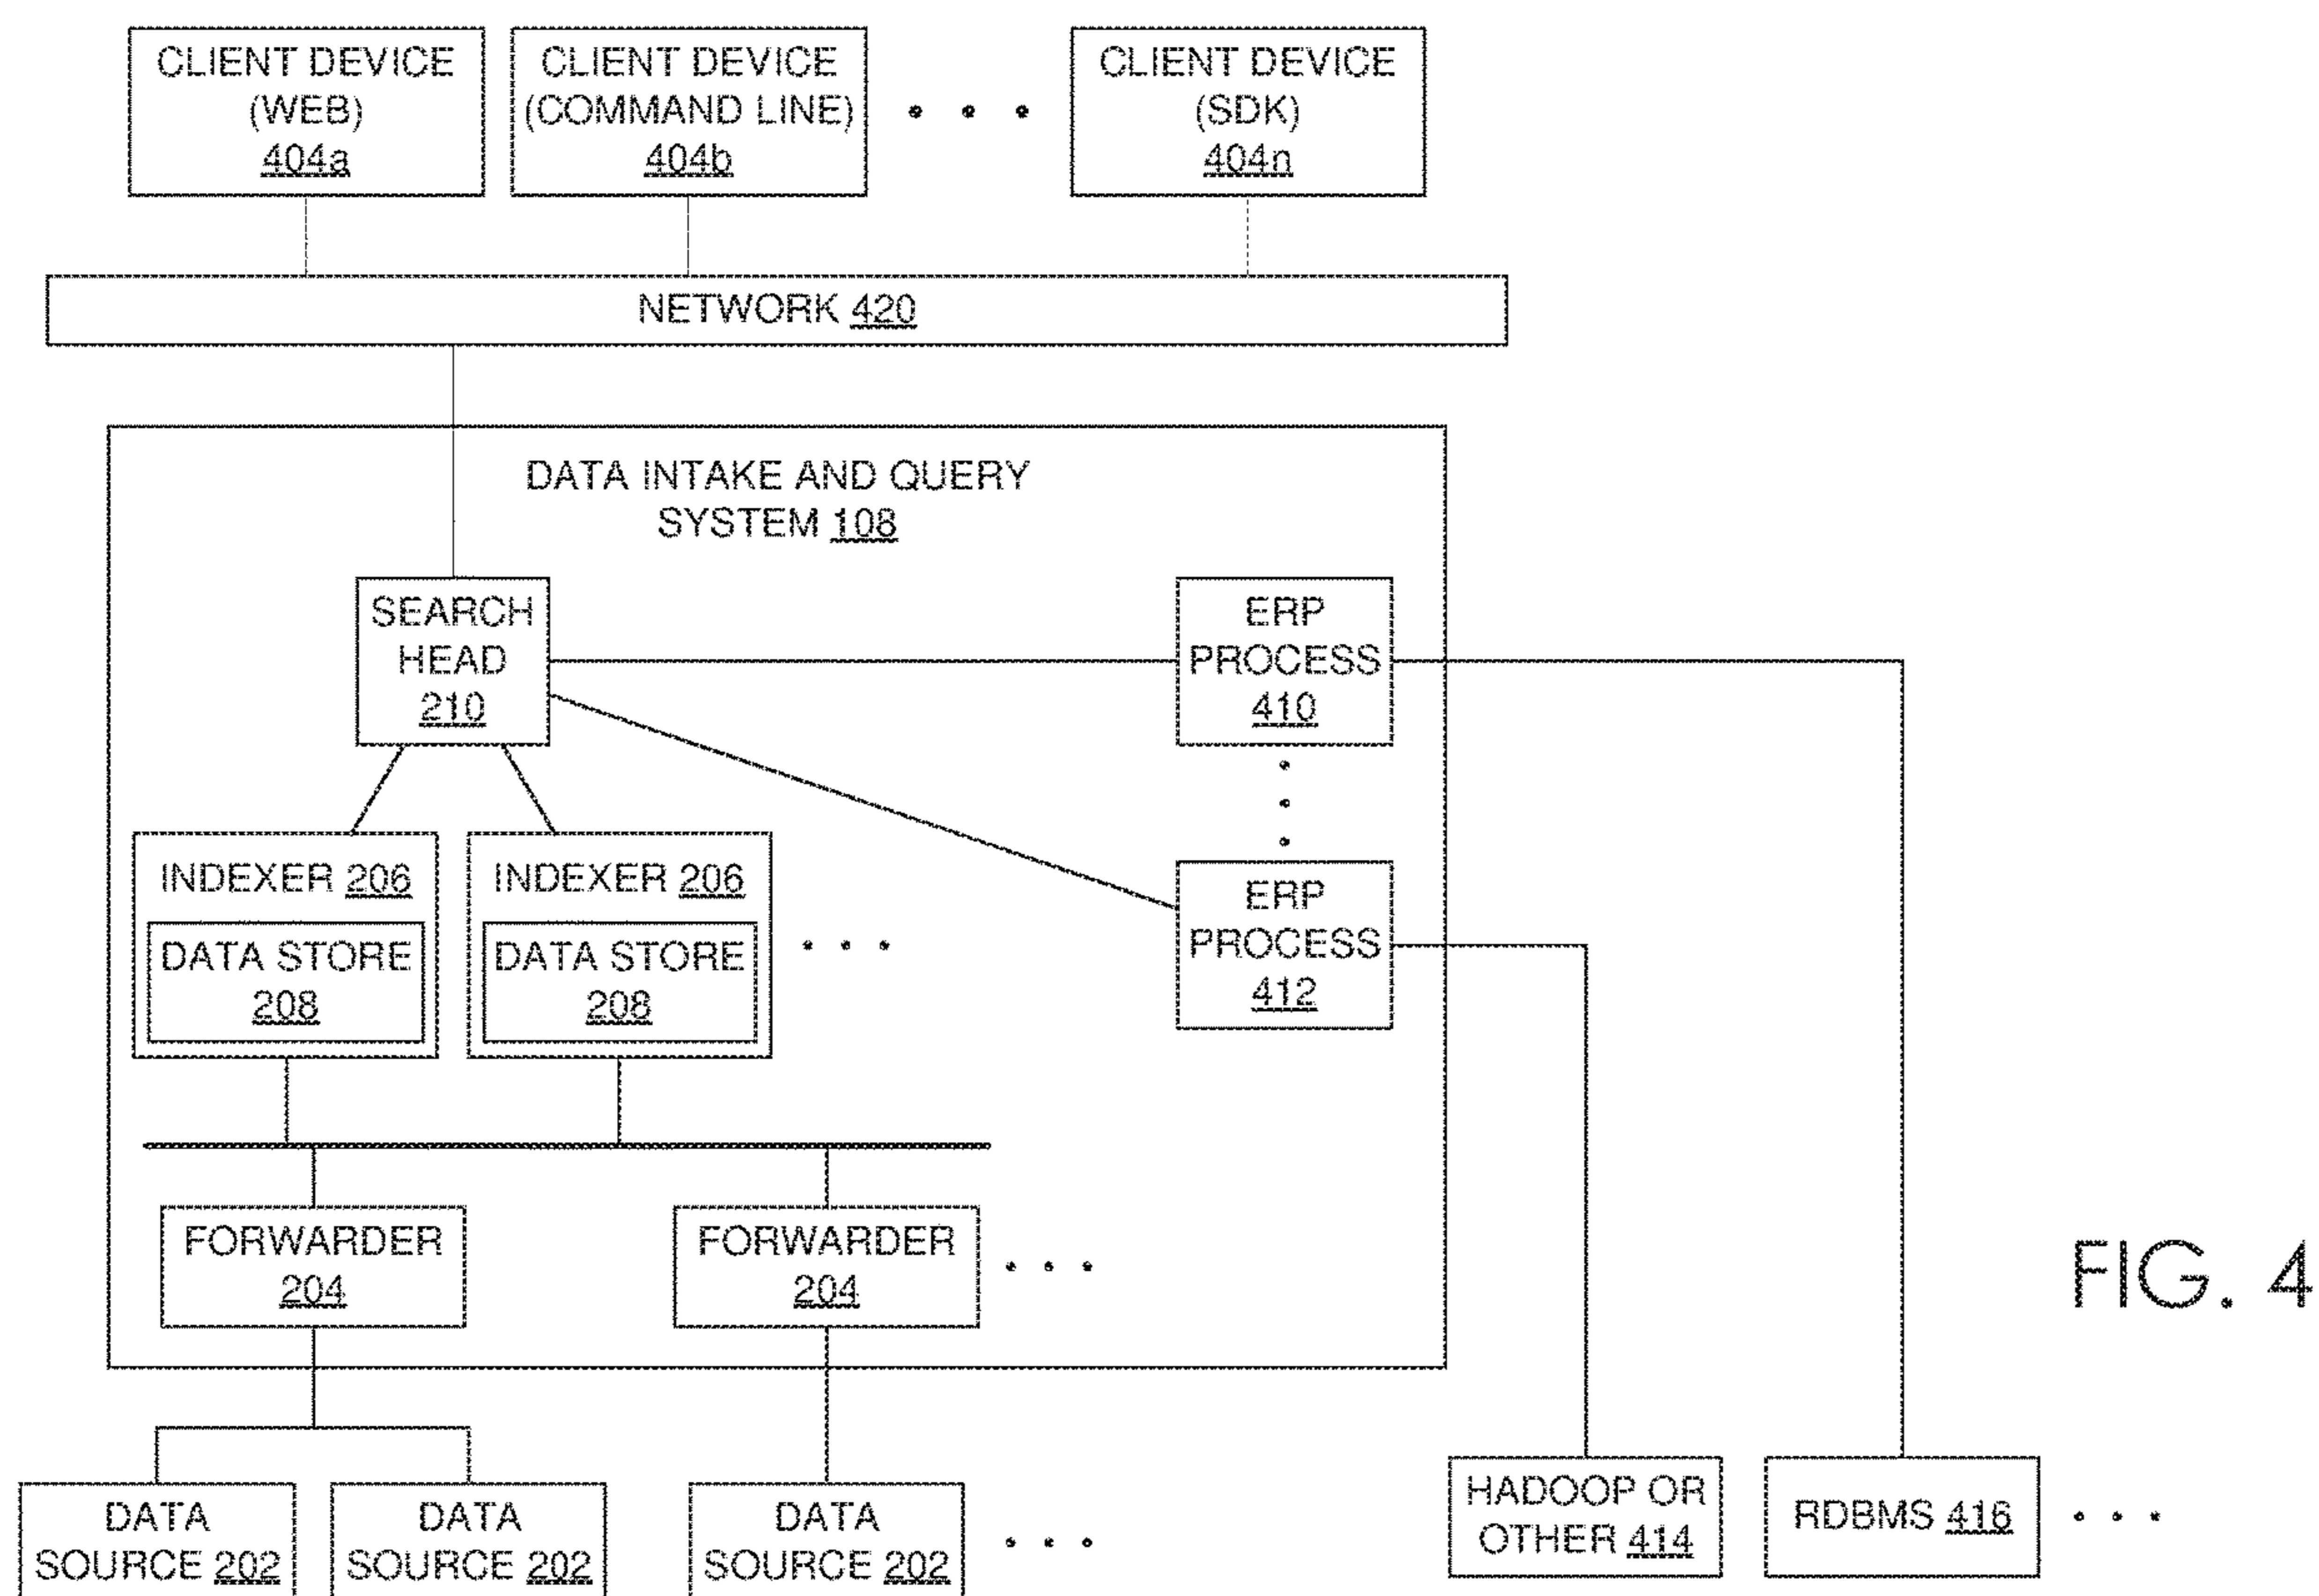 CLIENT DEVICE
(WEB)
404a
CLIENT DEVICE
(COMMAND LINE)
404b
CLIENT DEVICE
(SDK)
404n
NETWORK 420
DATA INTAKE AND QUERY
SYSTEM 108
SEARCH
HEAD
210
ERP
PROCESS
410
INDEXER 206
DATA STORE
208
INDEXER 206
DATA STORE
208
ERP
PROCESS
412
FORWARDER
204
FORWARDER
204
FIG. 4
DATA
SOURCE 202
DATA
SOURCE 202
DATA
SOURCE 202
HADOOP OR
OTHER 414
RDBMS 416